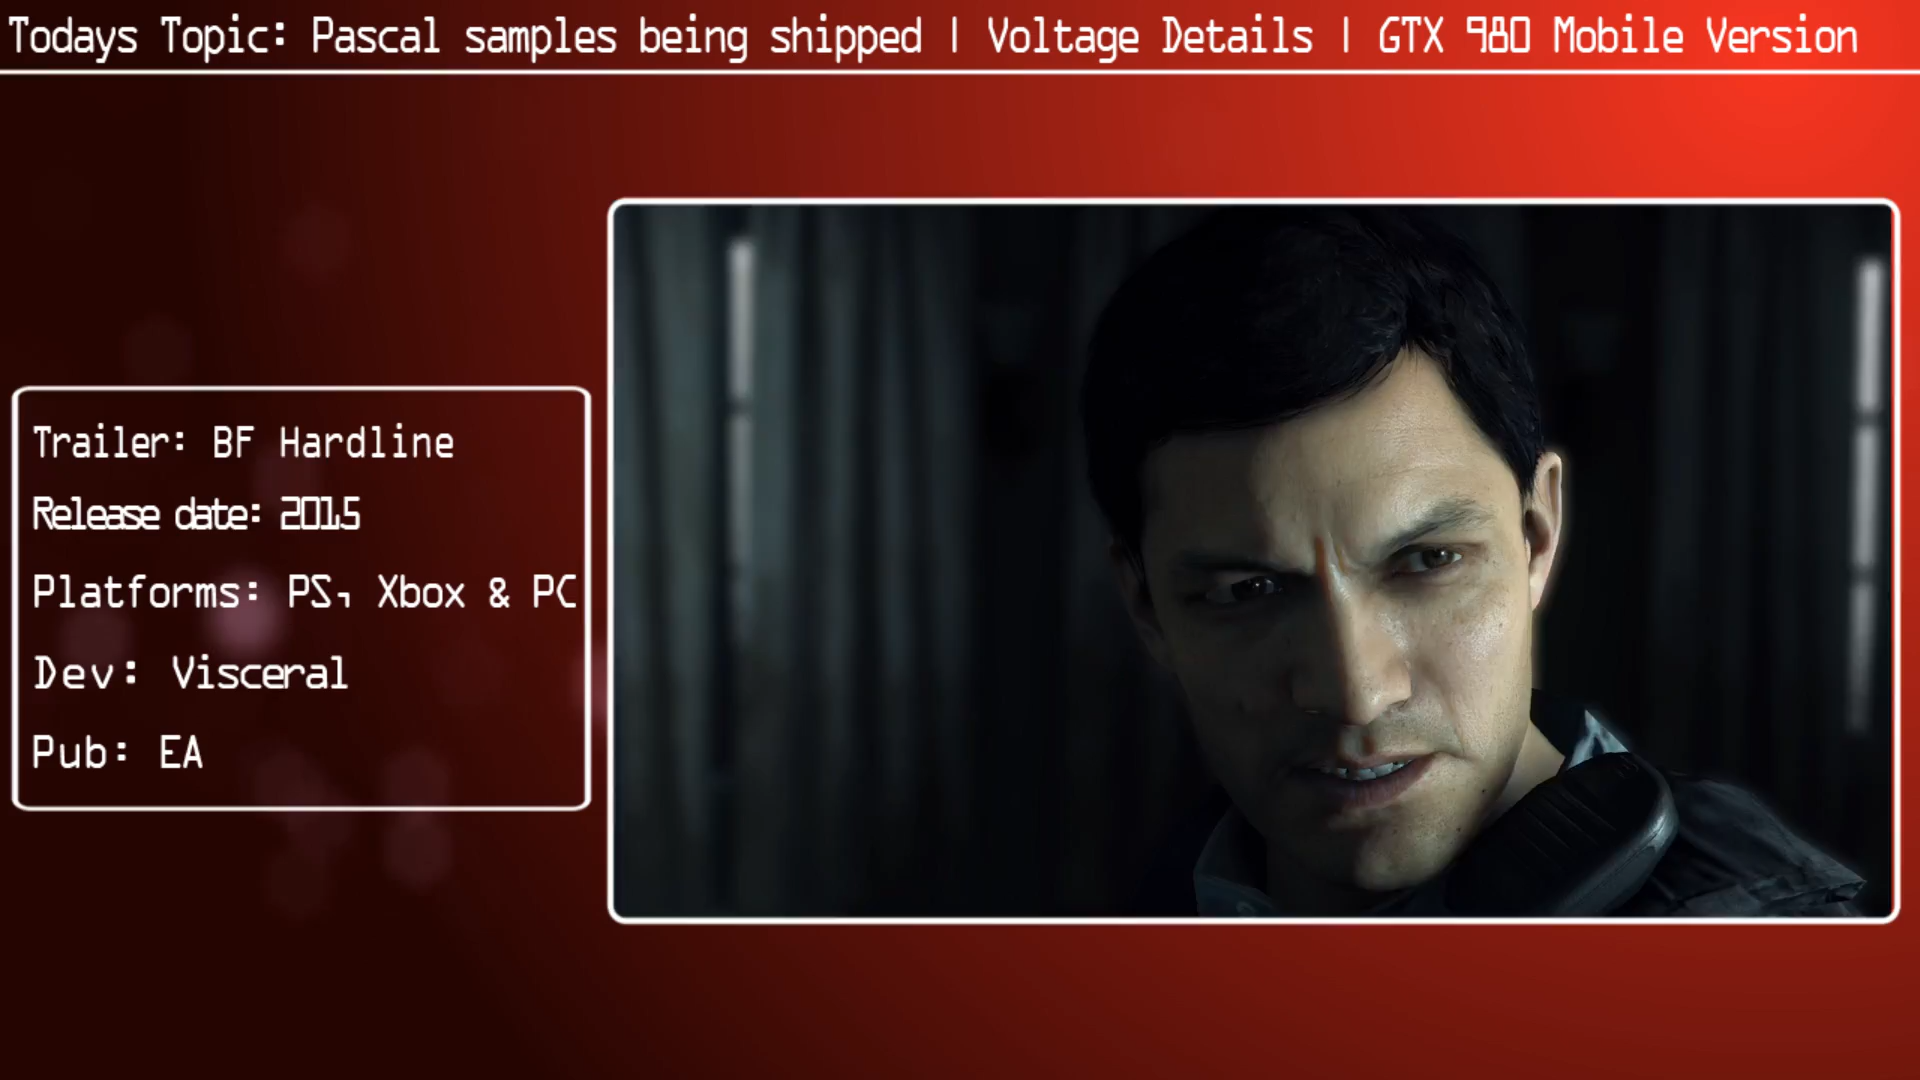 Todays Topic: Pascal samples being shipped | Voltage Details | GTX 980 Mobile Version
Trailer: BF Hardline
Release date: 2015
Platforms: PS, Xbox & PC
Dev: Visceral
Pub: EA